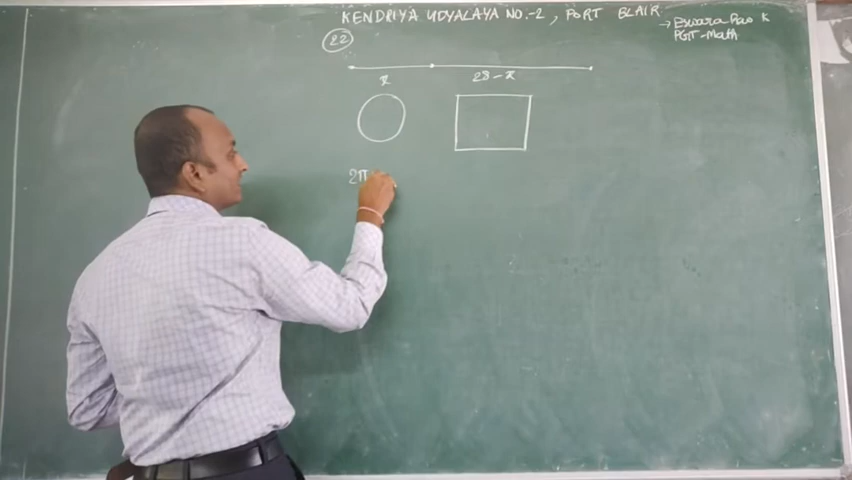 KENDRIYA VIDYALAYA NO.-2, PORT BLAIR
→ Eswara Rao K
PGT-Math
22
x 28-x
2π